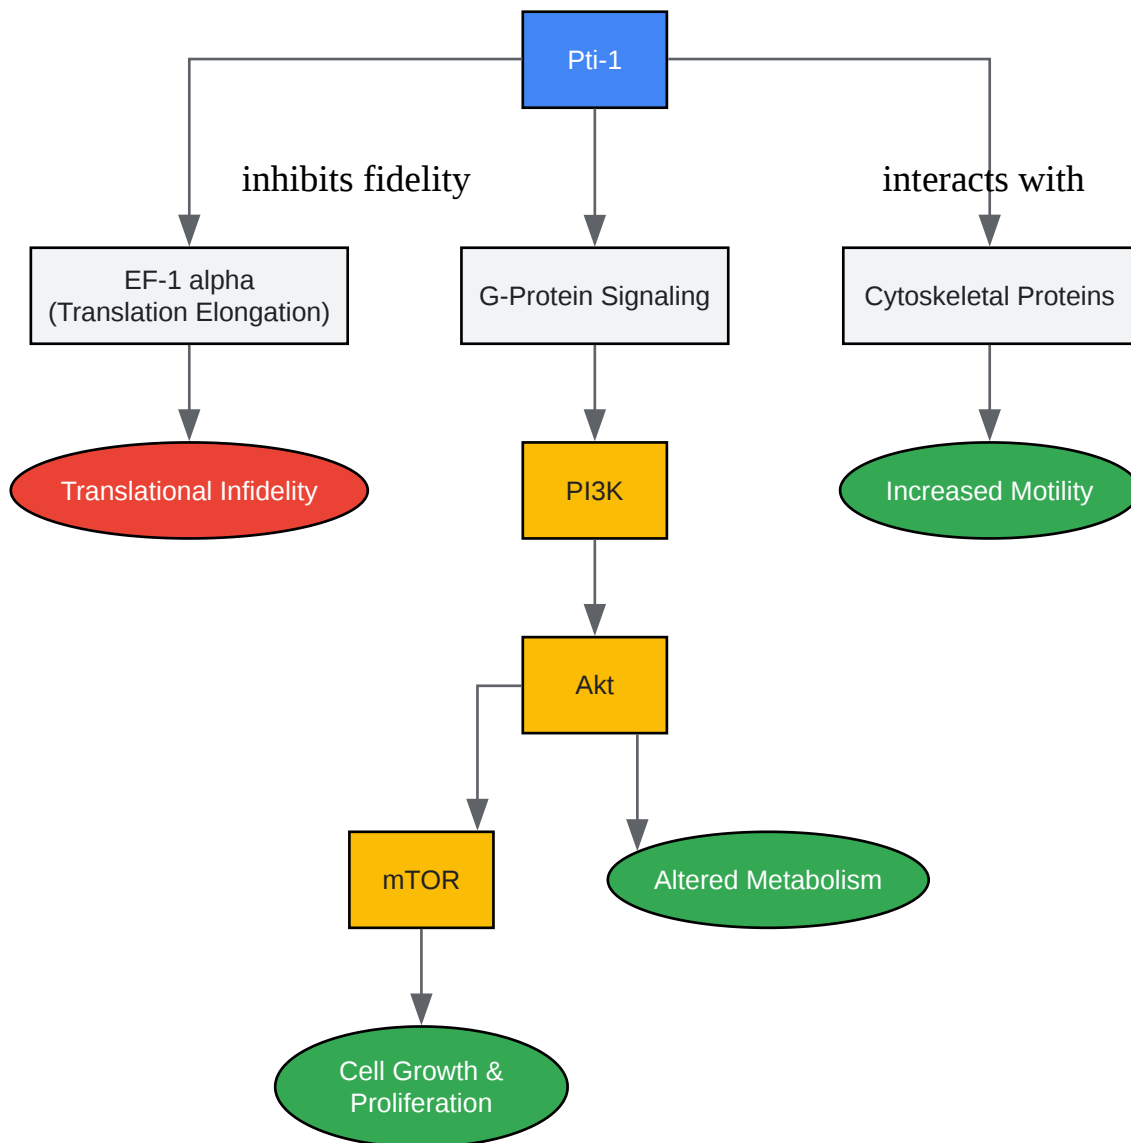 Pti-1
inhibits fidelity
interacts with
EF-1 alpha
(Translation Elongation)
G-Protein Signaling
Cytoskeletal Proteins
Translational Infidelity
PI3K
Increased Motility
Akt
mTOR
Altered Metabolism
Cell Growth &
Proliferation